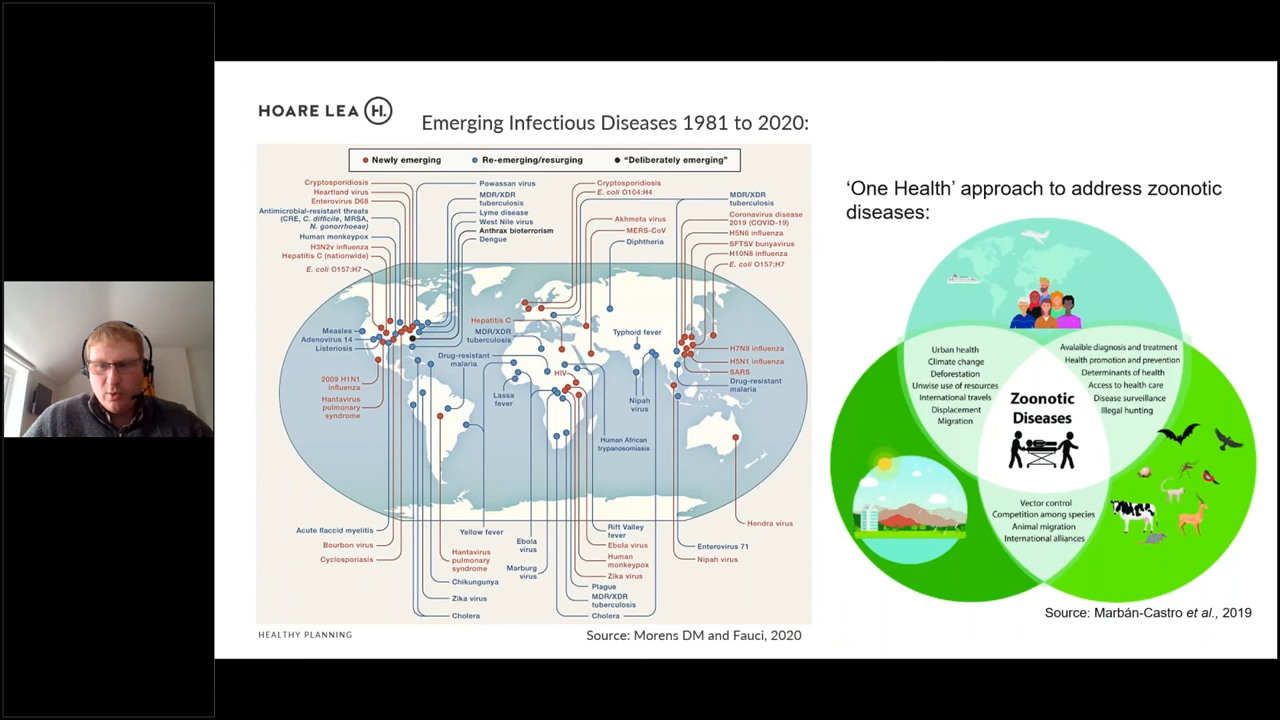 HOARE LEA H.
Emerging Infectious Diseases 1981 to 2020:
Newly emerging
Re-emerging/resurging
“Deliberately emerging”
Cryptosporidiosis
Heartland virus
Enterovirus D68
Antimicrobial-resistant threats
(CRE, C. difficile, MRSA,
N. gonorrhoeae)
Human monkeypox
H3N2v influenza
Hepatitis C (nationwide)
E. coli O157:H7
Measles
Adenovirus 14
Listeriosis
2009 H1N1
influenza
Hantavirus
pulmonary
syndrome
Acute flaccid myelitis
Bourbon virus
Cyclosporiasis
Powassan virus
MDR/XDR
tuberculosis
Lyme disease
West Nile virus
Anthrax bioterrorism
Dengue
Hepatitis C
MDR/XDR
tuberculosis
Drug-resistant
malaria
HIV
Lassa
fever
Cryptosporidiosis
E. coli O104:H4
Akhmeta virus
MERS-CoV
Diphtheria
Typhoid fever
Nipah
virus
Human African
trypanosomiasis
MDR/XDR
tuberculosis
Coronavirus disease
2019 (COVID-19)
H5N6 influenza
SFTSV bunyavirus
H10N8 influenza
E. coli O157:H7
H7N9 influenza
H5N1 influenza
SARS
Drug-resistant
malaria
Hendra virus
Enterovirus 71
Nipah virus
Yellow fever
Hantavirus
pulmonary
syndrome
Chikungunya
Zika virus
Cholera
Ebola
virus
Marburg
virus
Rift Valley
fever
Ebola virus
Human
monkeypox
Zika virus
Plague
MDR/XDR
tuberculosis
Cholera
HEALTHY PLANNING
Source: Morens DM and Fauci, 2020
‘One Health’ approach to address zoonotic
diseases:
Urban health
Climate change
Deforestation
Unwise use of resources
International travels
Displacement
Migration
Avalaible diagnosis and treatment
Health promotion and prevention
Determinants of health
Access to health care
Disease surveillance
Illegal hunting
Zoonotic
Diseases
Vector control
Competition among species
Animal migration
International alliances
Source: Marbán-Castro et al., 2019